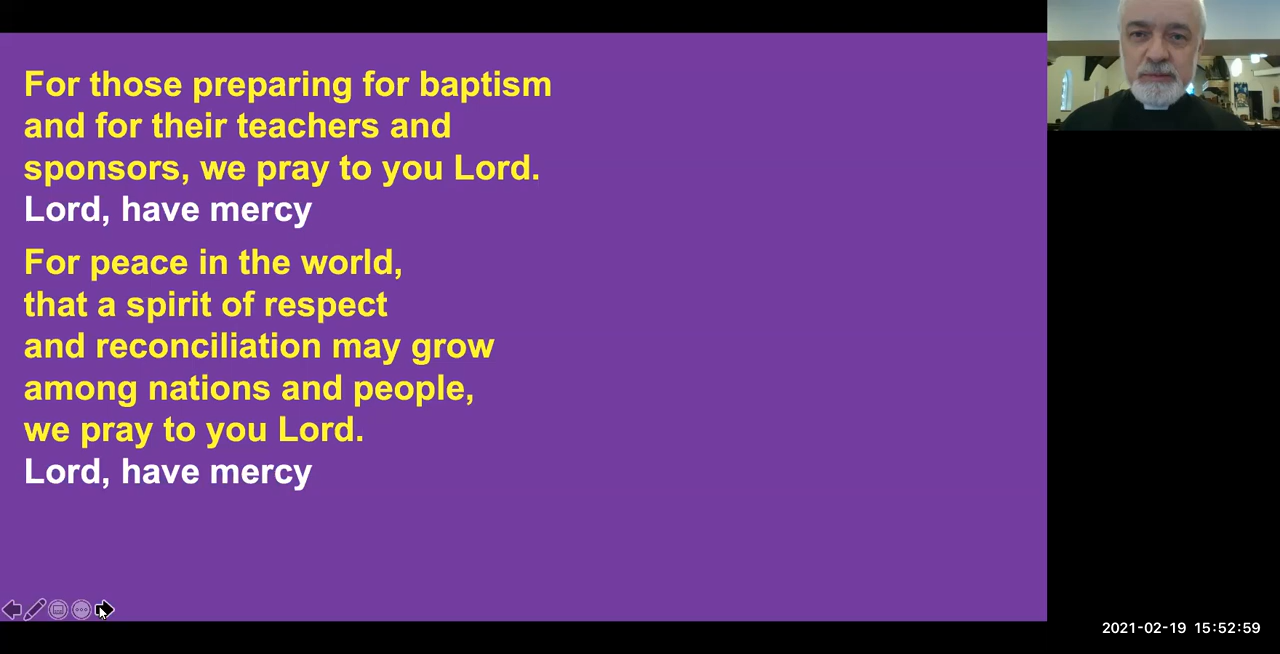 For those preparing for baptism
and for their teachers and
sponsors, we pray to you Lord.
Lord, have mercy
For peace in the world,
that a spirit of respect
and reconciliation may grow
among nations and people,
we pray to you Lord.
Lord, have mercy
2021-02-19 15:52:59